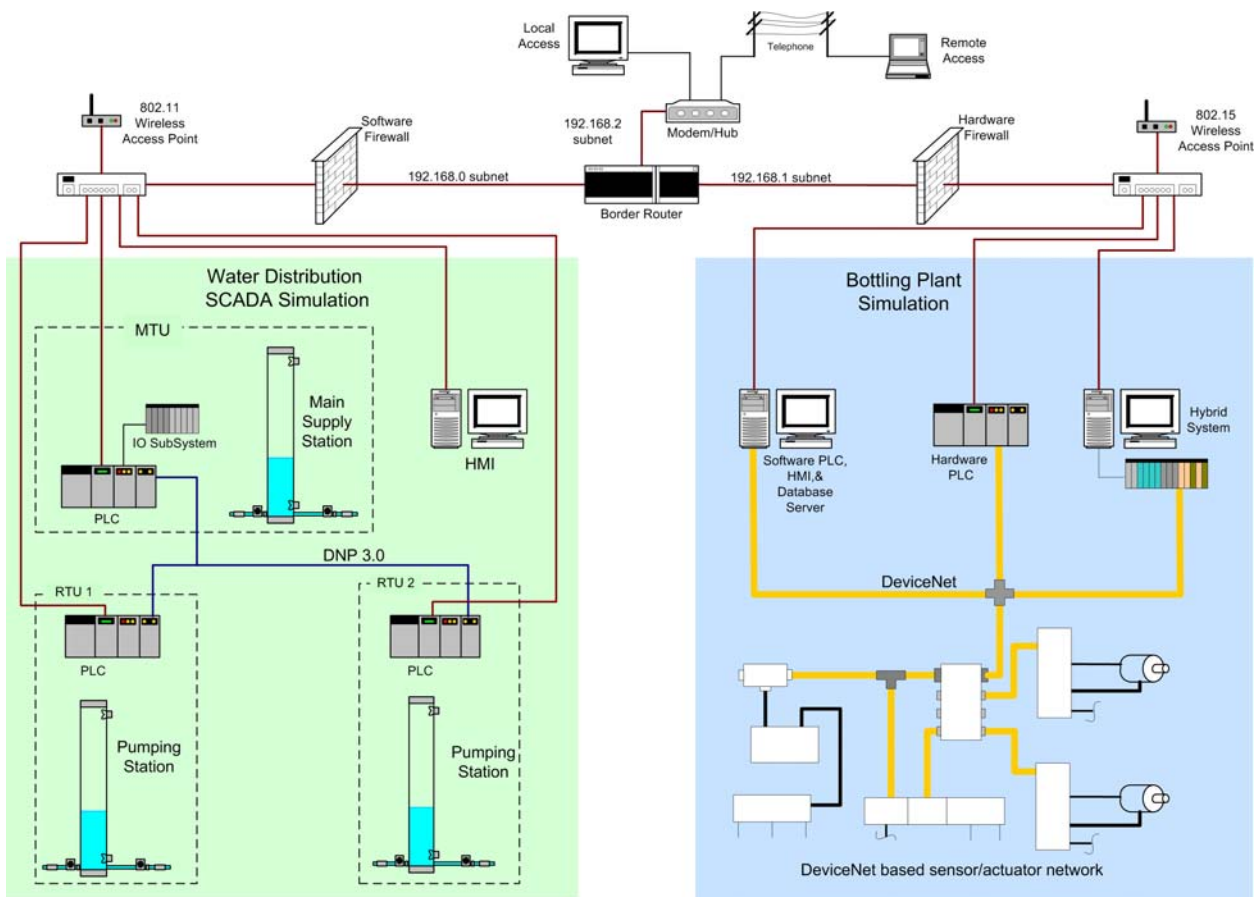 Local
Access
Telephone
Remote
Access
802.11
Wireless
Access Point
Software
Firewall
192.168.2
subnet
Modem/Hub
Hardware
Firewall
802.15
Wireless
Access Point
192.168.0 subnet
192.168.1 subnet
Border Router
Water Distribution
SCADA Simulation
MTU
Main
Supply
Station
IO SubSystem
PLC
HMI
DNP 3.0
RTU 1
PLC
Pumping
Station
RTU 2
PLC
Pumping
Station
Bottling Plant
Simulation
Software PLC,
HMI,&
Database
Server
Hardware
PLC
Hybrid
System
DeviceNet
DeviceNet based sensor/actuator network